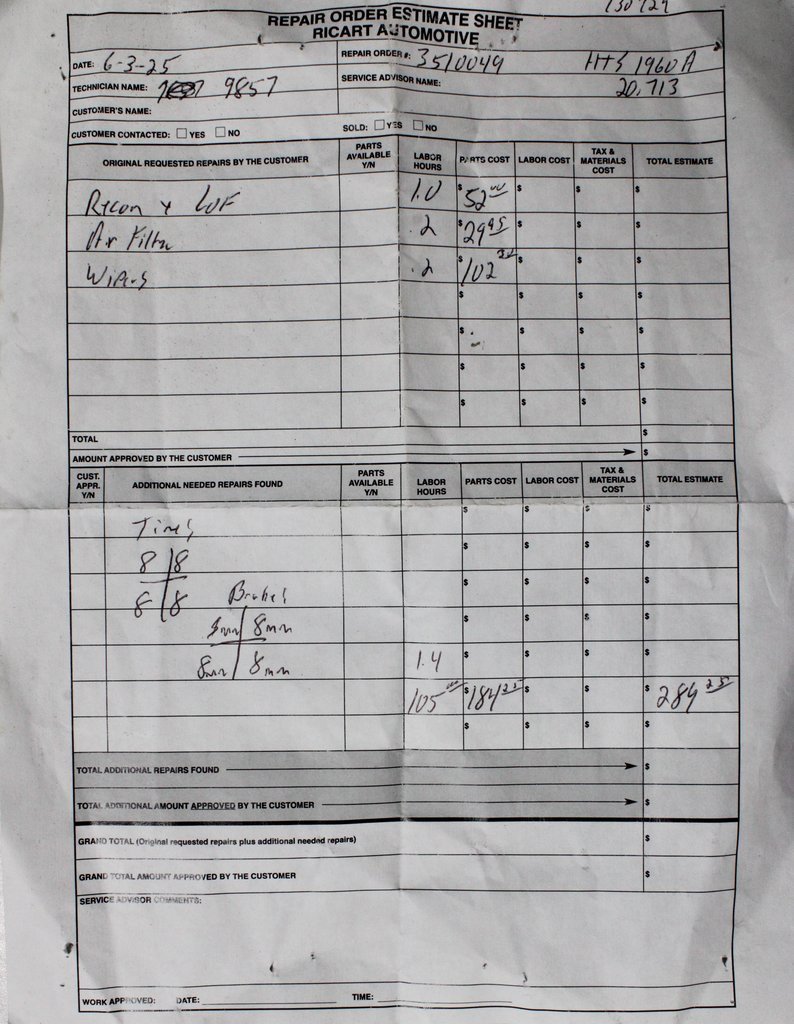 130729
REPAIR ORDER ESTIMATE SHEET
RICART AUTOMOTIVE
DATE: 6-3-25
REPAIR ORDER #: 3510049
HTS 1960A
TECHNICIAN NAME: 9857
SERVICE ADVISOR NAME:
20,713
CUSTOMER'S NAME:
CUSTOMER CONTACTED: YES NO
SOLD: YES NO
ORIGINAL REQUESTED REPAIRS BY THE CUSTOMER PARTS AVAILABLE Y/N LABOR HOURS PARTS COST LABOR COST TAX & MATERIALS COST TOTAL ESTIMATE
Recon + LOF 1.0 $52.00 $ $ $
Air Filter .2 $29.95 $ $ $
Wipers .2 $102 $ $ $
$ $ $ $
$ $ $ $
$ $ $ $
$ $ $ $
TOTAL $
AMOUNT APPROVED BY THE CUSTOMER $
CUST. APPR. Y/N ADDITIONAL NEEDED REPAIRS FOUND PARTS AVAILABLE Y/N LABOR HOURS PARTS COST LABOR COST TAX & MATERIALS COST TOTAL ESTIMATE
Tires $ $ $ $
8 8 $ $ $ $
8 8 Brakes $ $ $ $
8mm 8mm $ $ $ $
8mm 8mm 1.4 $ $ $ $
105.00 $184.25 $ $ $289.25
$ $ $ $
TOTAL ADDITIONAL REPAIRS FOUND $
TOTAL ADDITIONAL AMOUNT APPROVED BY THE CUSTOMER $
GRAND TOTAL (Original requested repairs plus additional needed repairs) $
GRAND TOTAL AMOUNT APPROVED BY THE CUSTOMER $
SERVICE ADVISOR COMMENTS:
WORK APPROVED: DATE: TIME: